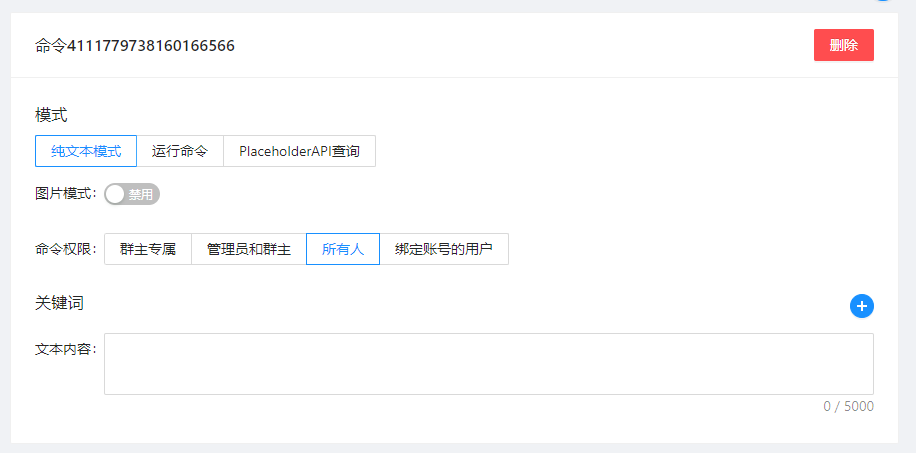 命令4111779738160166566 删除
模式
纯文本模式 运行命令 PlaceholderAPI查询
图片模式: 禁用
命令权限: 群主专属 管理员和群主 所有人 绑定账号的用户
关键词
文本内容:
0 / 5000